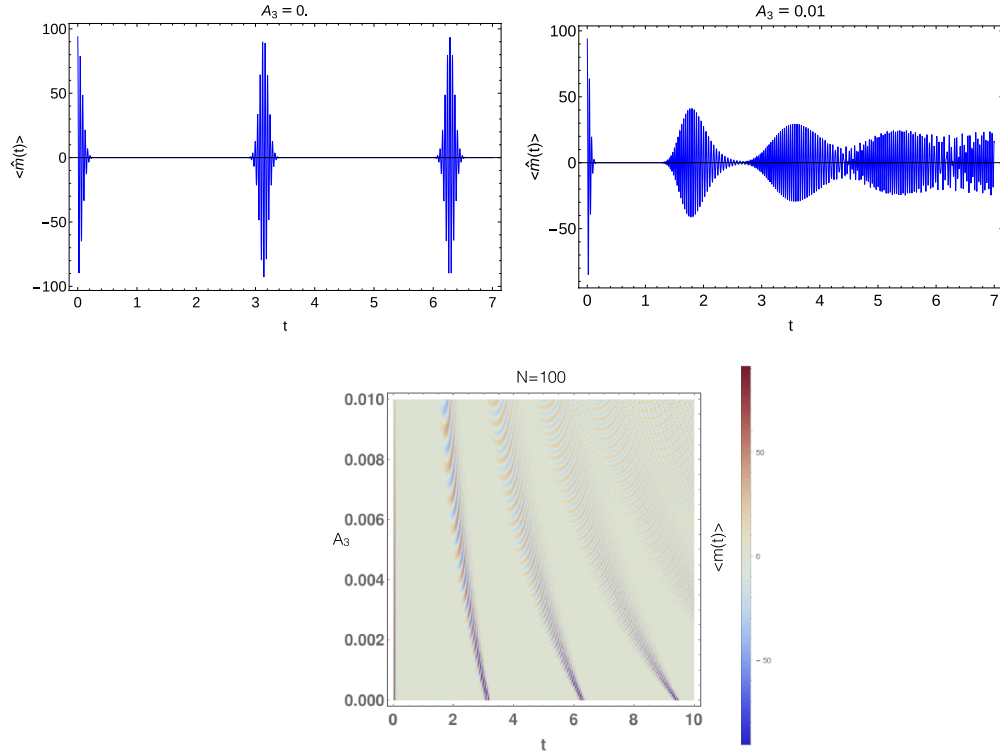 A₃ = 0.
100
50
0
−50
−100
<m̂(t)>
0 1 2 3 4 5 6 7
t
A₃ = 0.01
100
50
0
−50
<m̂(t)>
0 1 2 3 4 5 6 7
t
N=100
0.010
0.008
0.006
A₃
0.004
0.002
0.000
0 2 4 6 8 10
t
<m(t)>
50
0
−50